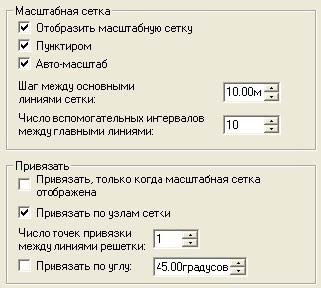 Масштабная сетка
Отобразить масштабную сетку
Пунктиром
Авто-масштаб
Шаг между основными
линиями сетки:
10.00м
Число вспомогательных интервалов
между главными линиями:
10
Привязать
Привязать, только когда масштабная сетка
отображена
Привязать по узлам сетки
Число точек привязки
между линиями решетки:
1
Привязать по углу:
45.00градусов